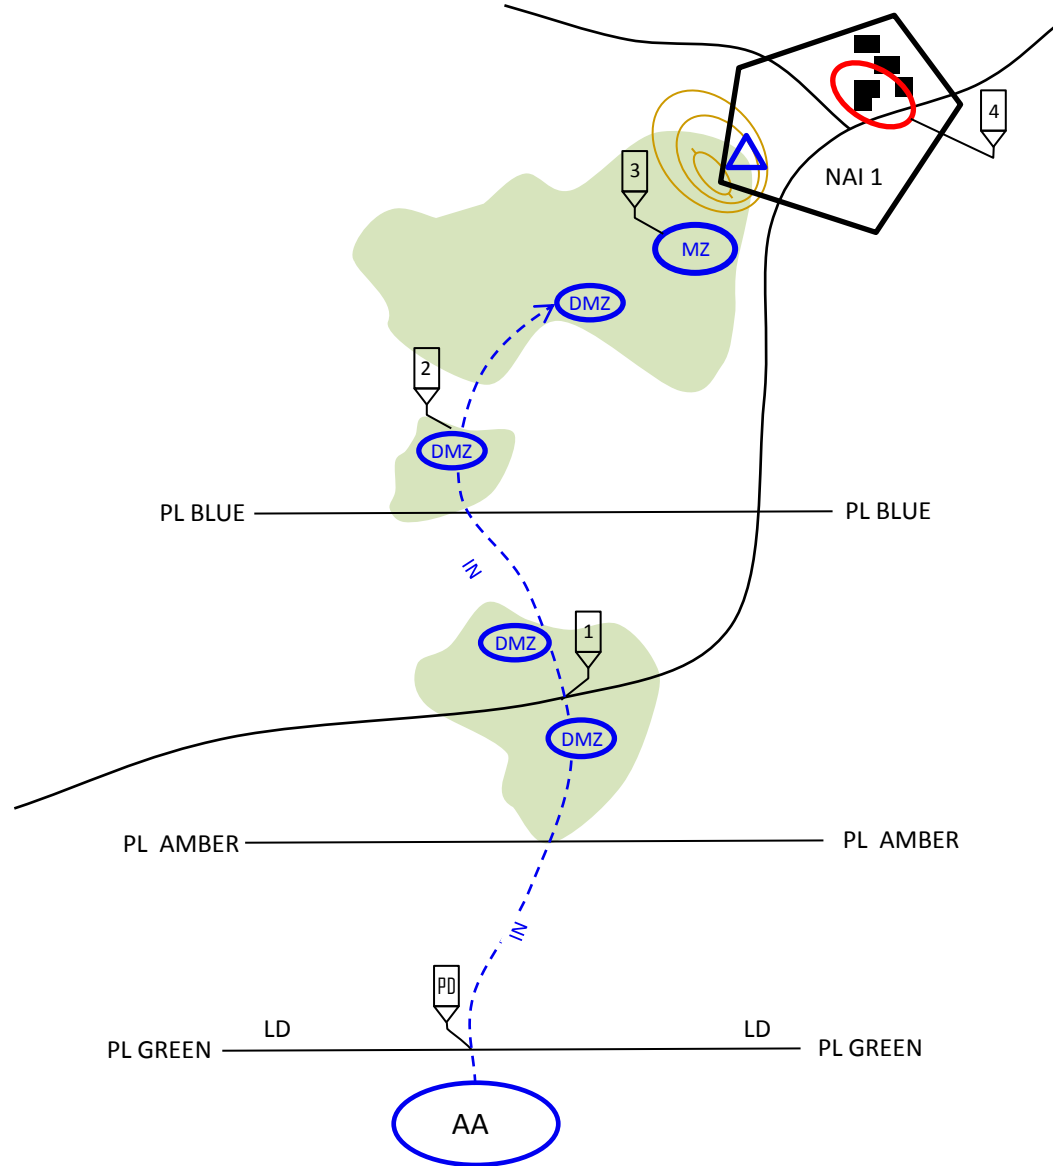 4
3
NAI 1
MZ
DMZ
2
DMZ
PL BLUE
PL BLUE
IN
1
DMZ
DMZ
PL AMBER
PL AMBER
IN
PD
LD
LD
PL GREEN
PL GREEN
AA